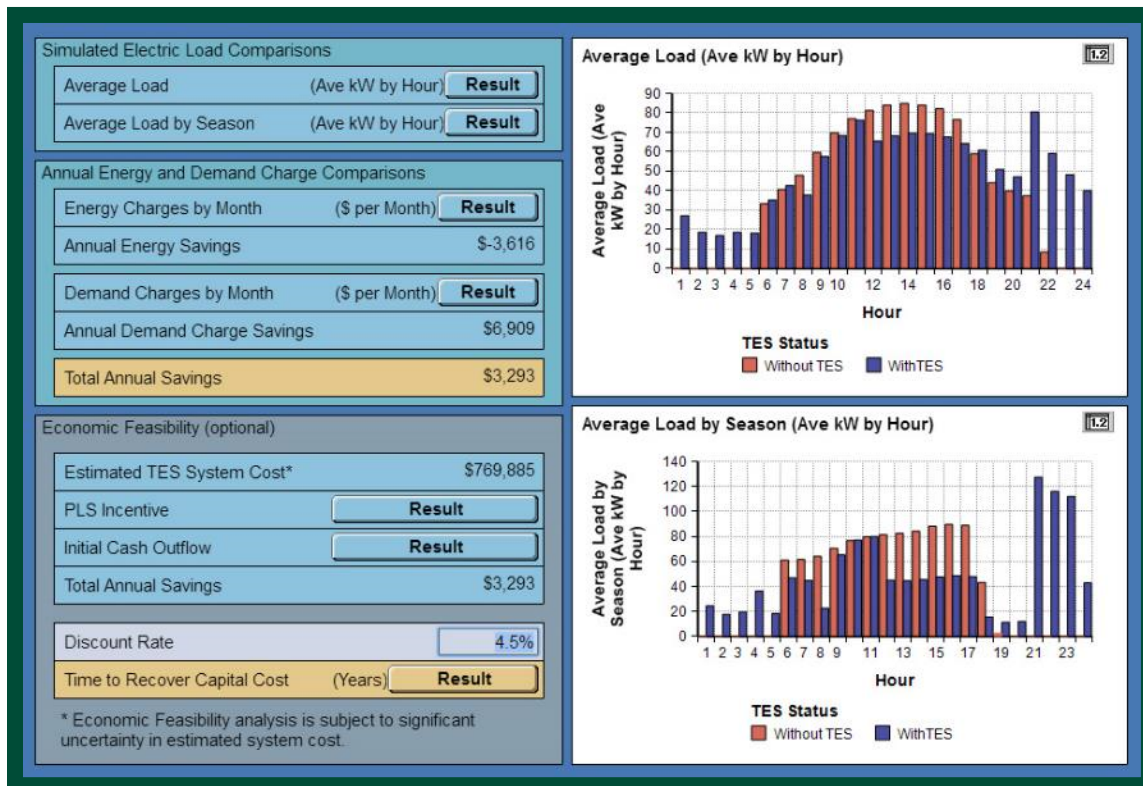 Simulated Electric Load Comparisons
Average Load (Ave kW by Hour) Result
Average Load by Season (Ave kW by Hour) Result
Annual Energy and Demand Charge Comparisons
Energy Charges by Month ($ per Month) Result
Annual Energy Savings $-3,616
Demand Charges by Month ($ per Month) Result
Annual Demand Charge Savings $6,909
Total Annual Savings $3,293
Economic Feasibility (optional)
Estimated TES System Cost* $769,885
PLS Incentive Result
Initial Cash Outflow Result
Total Annual Savings $3,293
Discount Rate 4.5%
Time to Recover Capital Cost (Years) Result
* Economic Feasibility analysis is subject to significant
uncertainty in estimated system cost.
Average Load (Ave kW by Hour) 1.2
Average Load (Ave
kW by Hour)
90
80
70
60
50
40
30
20
10
0
1 2 3 4 5 6 7 8 9 10 12 14 16 18 20 22 24
Hour
TES Status
Without TES WithTES
Average Load by Season (Ave kW by Hour) 1.2
Average Load by
Season (Ave kW by
Hour)
140
120
100
80
60
40
20
0
1 2 3 4 5 6 7 8 9 11 13 15 17 19 21 23
Hour
TES Status
Without TES WithTES